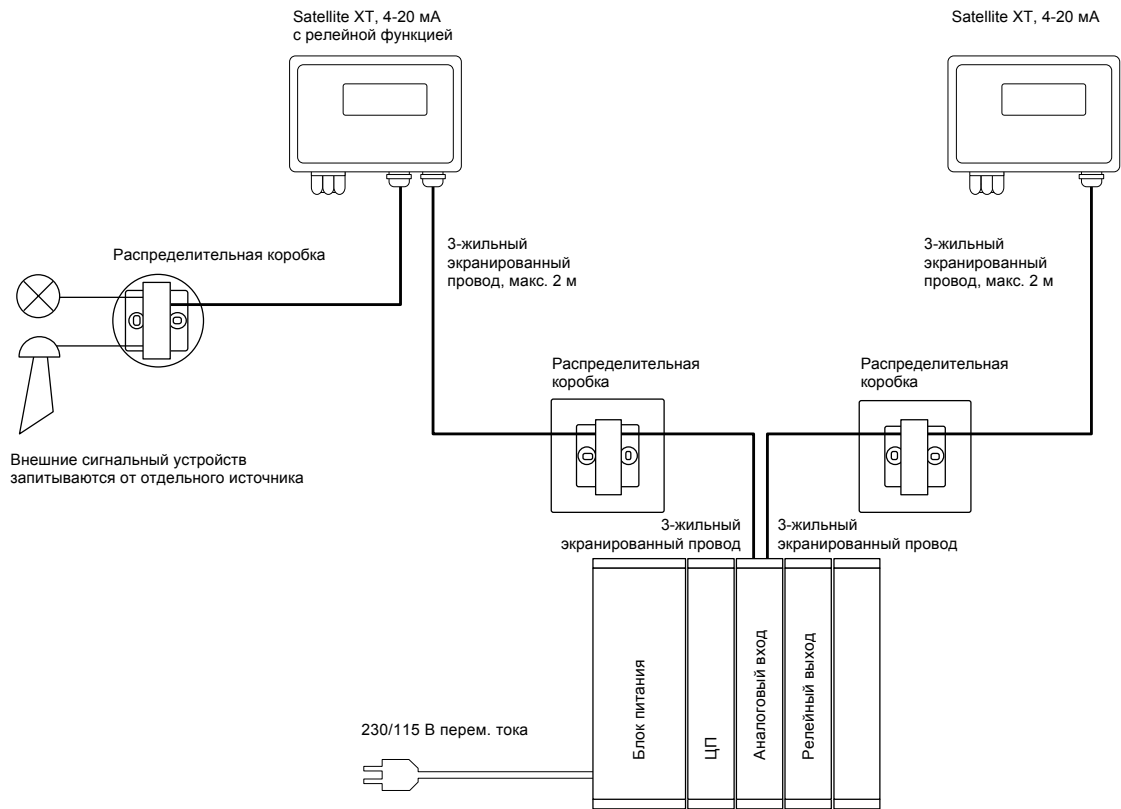 Satellite XT, 4-20 мА
с релейной функцией
Satellite XT, 4-20 мА
3-жильный
экранированный
провод, макс. 2 м
3-жильный
экранированный
провод, макс. 2 м
Распределительная коробка
Распределительная
коробка
Распределительная
коробка
Внешние сигнальный устройств
запитываются от отдельного источника
3-жильный
экранированный провод
3-жильный
экранированный провод
Блок питания
ЦП
Аналоговый вход
Релейный выход
230/115 В перем. тока